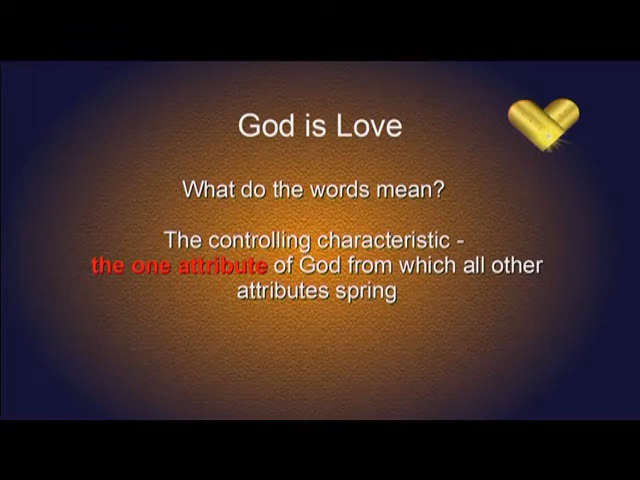 God is Love
What do the words mean?
The controlling characteristic -
the one attribute of God from which all other
attributes spring